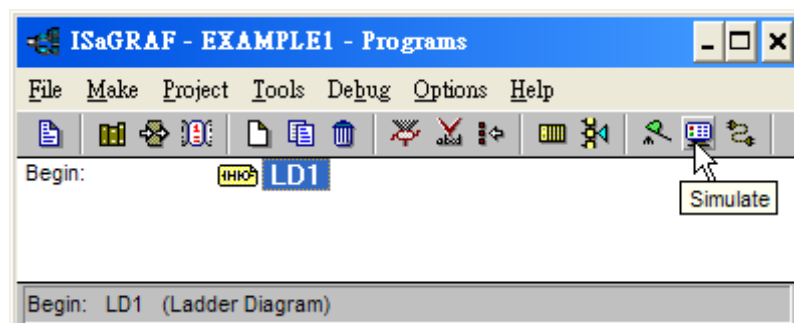 ISaGRAF - EXAMPLE1 - Programs
File Make Project Tools Debug Options Help
Begin: LD1
Simulate
Begin: LD1 (Ladder Diagram)